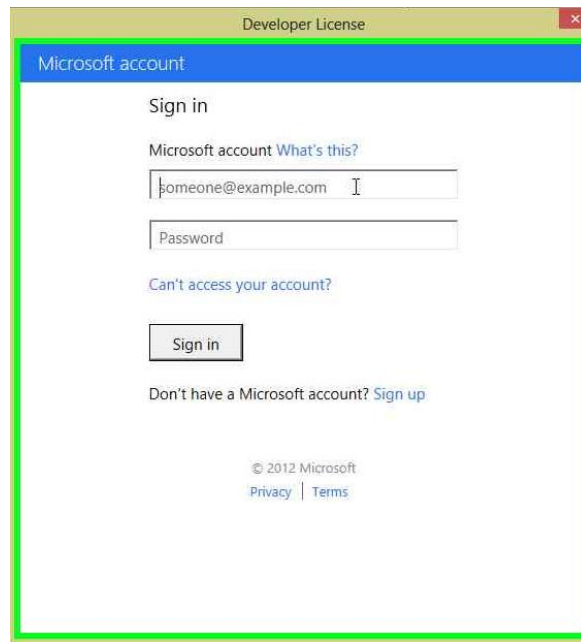 Developer License
Microsoft account
Sign in
Microsoft account What's this?
someone@example.com
Password
Can't access your account?
Sign in
Don't have a Microsoft account? Sign up
© 2012 Microsoft
Privacy | Terms